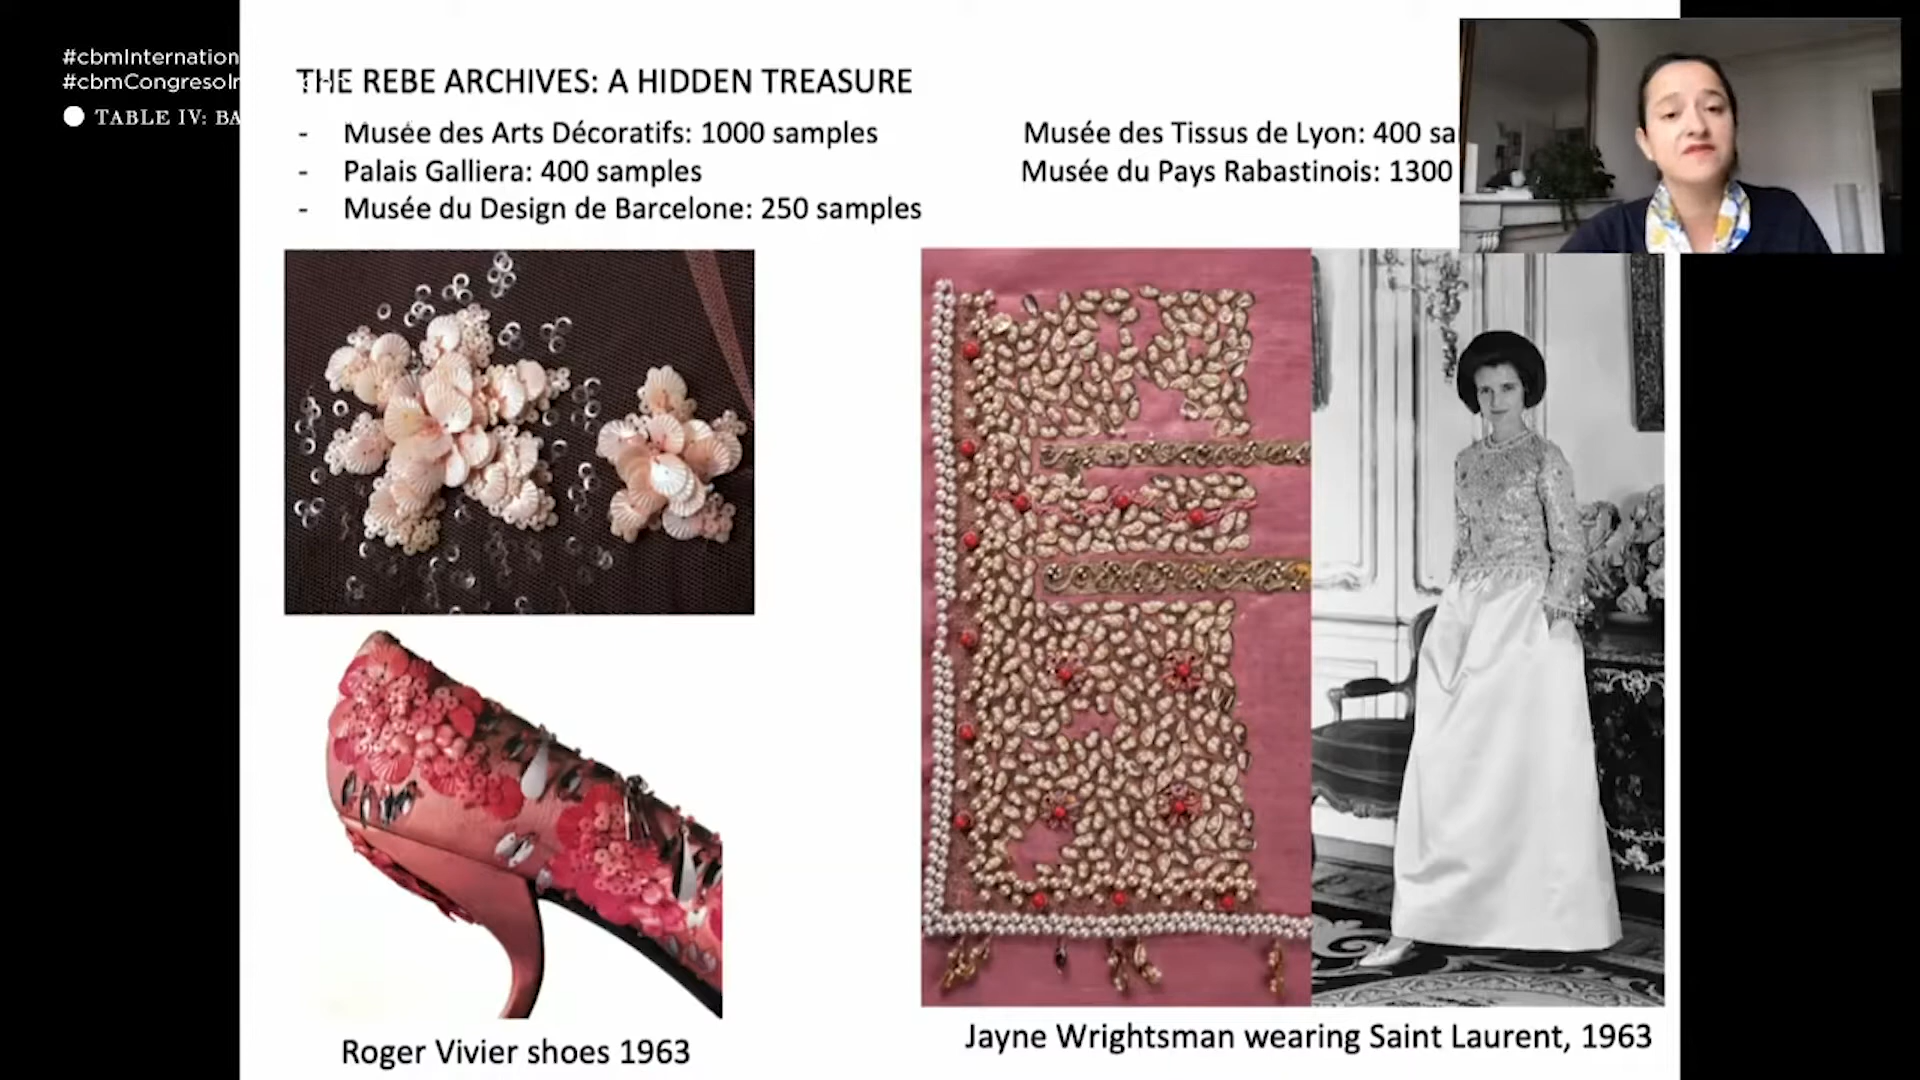 #cbmInternation
#cbmCongresoIn
TABLE IV: BA
THE REBE ARCHIVES: A HIDDEN TREASURE
- Musée des Arts Décoratifs: 1000 samples
- Palais Galliera: 400 samples
- Musée du Design de Barcelone: 250 samples
Musée des Tissus de Lyon: 400 sa
Musée du Pays Rabastinois: 1300
Roger Vivier shoes 1963
Jayne Wrightsman wearing Saint Laurent, 1963